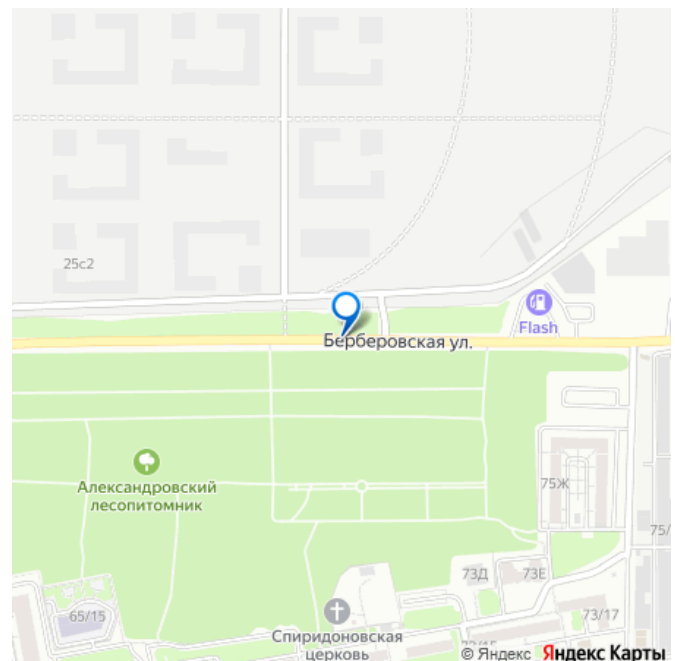 25с2
Flash
Берберовская ул.
Александровский
лесопитомник
75Ж
75/
73Д
73Е
65/15
73/17
Спиридоновская
церковь
© Яндекс Яндекс Карты